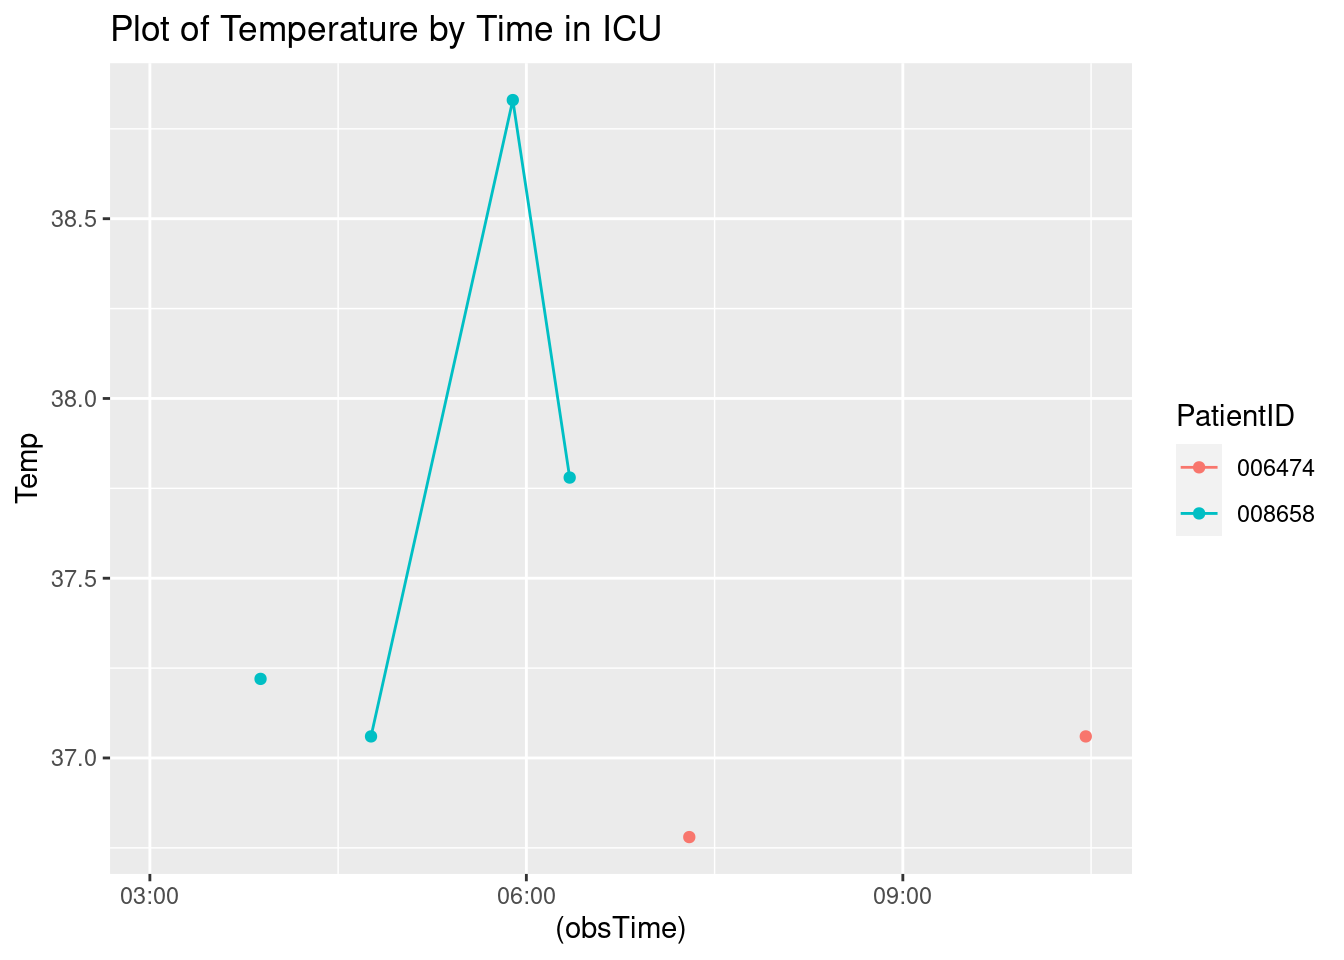 Plot of Temperature by Time in ICU
38.5
38.0
37.5
37.0
Temp
03:00 06:00 09:00
(obsTime)
PatientID
006474
008658